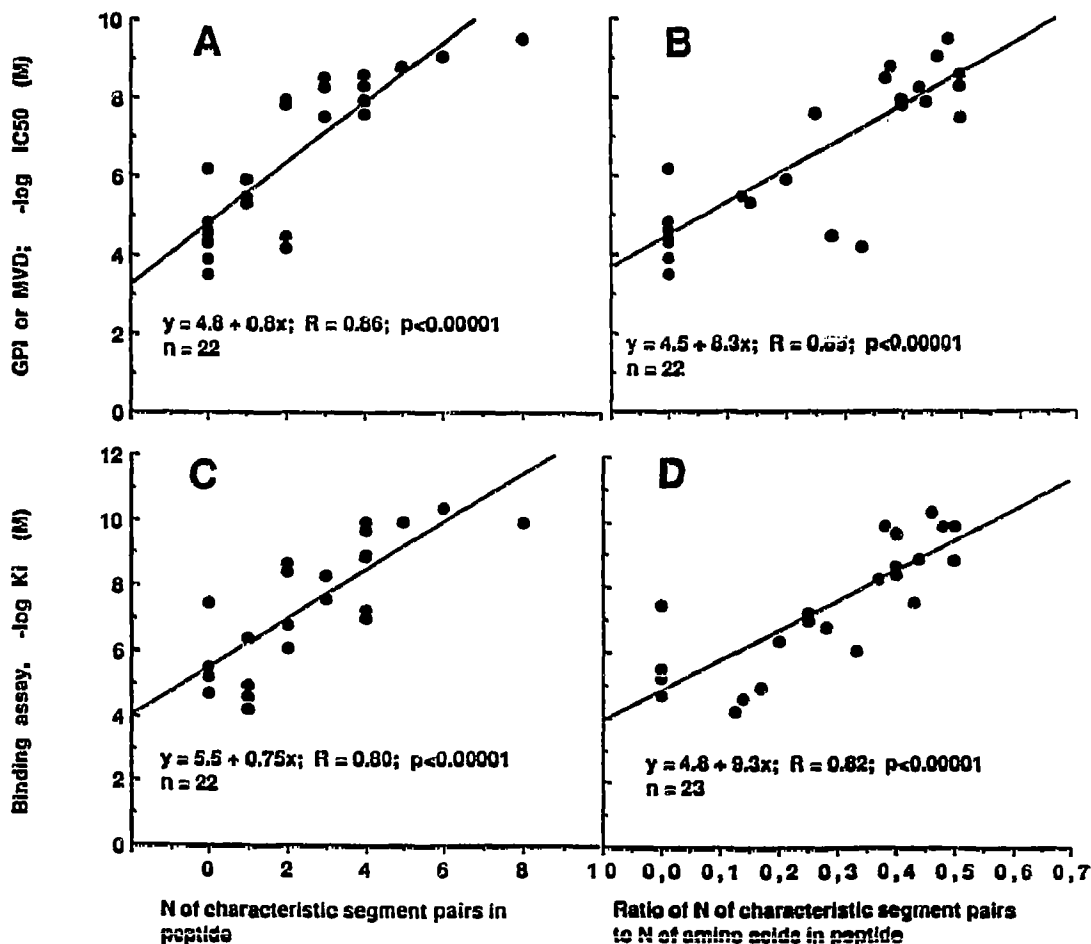 A
B
GPI or MVD; -log IC50 (M)
10
8
6
4
2
0
y = 4.8 + 0.8x; R = 0.86; p<0.00001
n = 22
y = 4.5 + 8.3x; R = p<0.00001
n = 22
C
D
Binding assay, -log Ki (M)
12
10
8
6
4
2
0
y = 5.5 + 0.75x; R = 0.80; p<0.00001
n = 22
y = 4.8 + 9.3x; R = 0.82; p<0.00001
n = 23
0 2 4 6 8 10
0,0 0,1 0,2 0,3 0,4 0,5 0,6 0,7
N of characteristic segment pairs in
peptide
Ratio of N of characteristic segment pairs
to N of amino acids in peptide